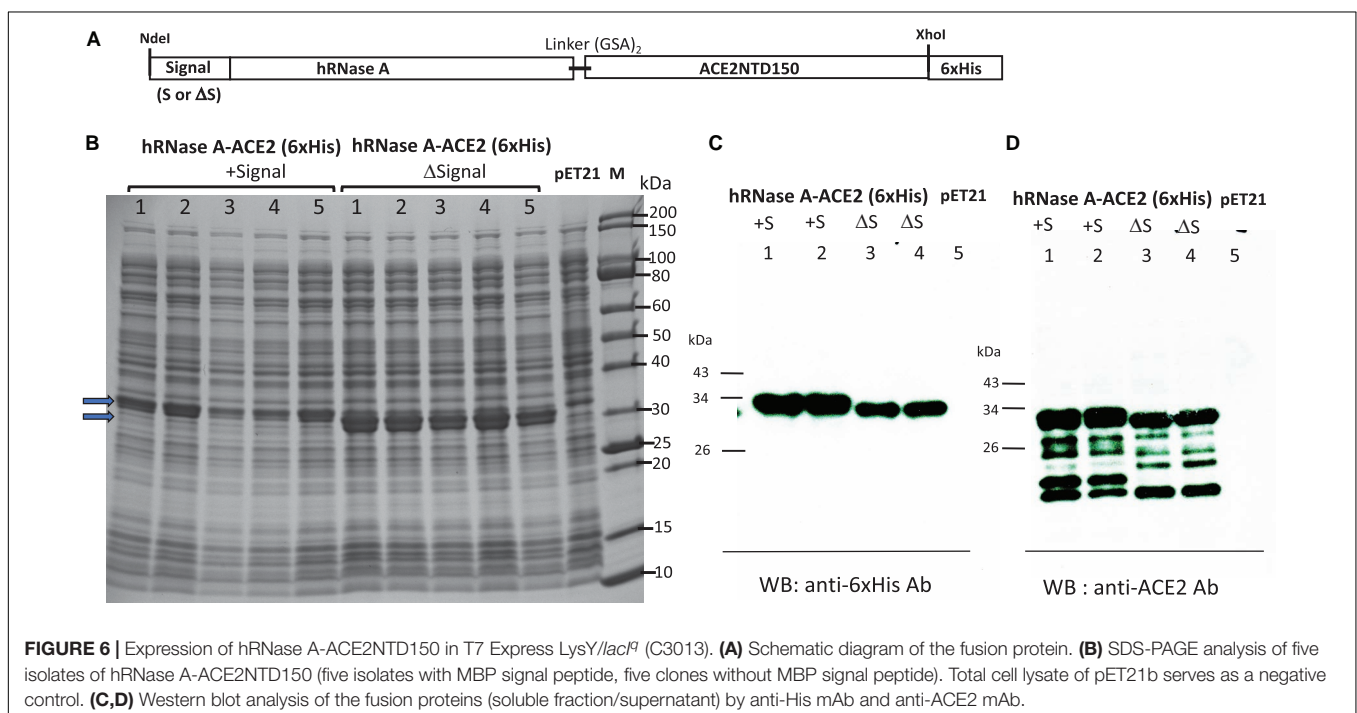 A
NdeI
Linker (GSA)2
XhoI
Signal
hRNase A
ACE2NTD150
6xHis
(S or ΔS)
B
hRNase A-ACE2 (6xHis) hRNase A-ACE2 (6xHis)
+Signal
ΔSignal
pET21 M
kDa
1 2 3 4 5 1 2 3 4 5
200
150
100
80
60
50
40
30
25
20
15
10
C
hRNase A-ACE2 (6xHis) pET21
+S +S ΔS ΔS
1 2 3 4 5
kDa
43
34
26
WB: anti-6xHis Ab
D
hRNase A-ACE2 (6xHis) pET21
+S +S ΔS ΔS
1 2 3 4 5
kDa
43
34
26
WB : anti-ACE2 Ab
FIGURE 6 | Expression of hRNase A-ACE2NTD150 in T7 Express LysY/lacIq (C3013). (A) Schematic diagram of the fusion protein. (B) SDS-PAGE analysis of five
isolates of hRNase A-ACE2NTD150 (five isolates with MBP signal peptide, five clones without MBP signal peptide). Total cell lysate of pET21b serves as a negative
control. (C,D) Western blot analysis of the fusion proteins (soluble fraction/supernatant) by anti-His mAb and anti-ACE2 mAb.